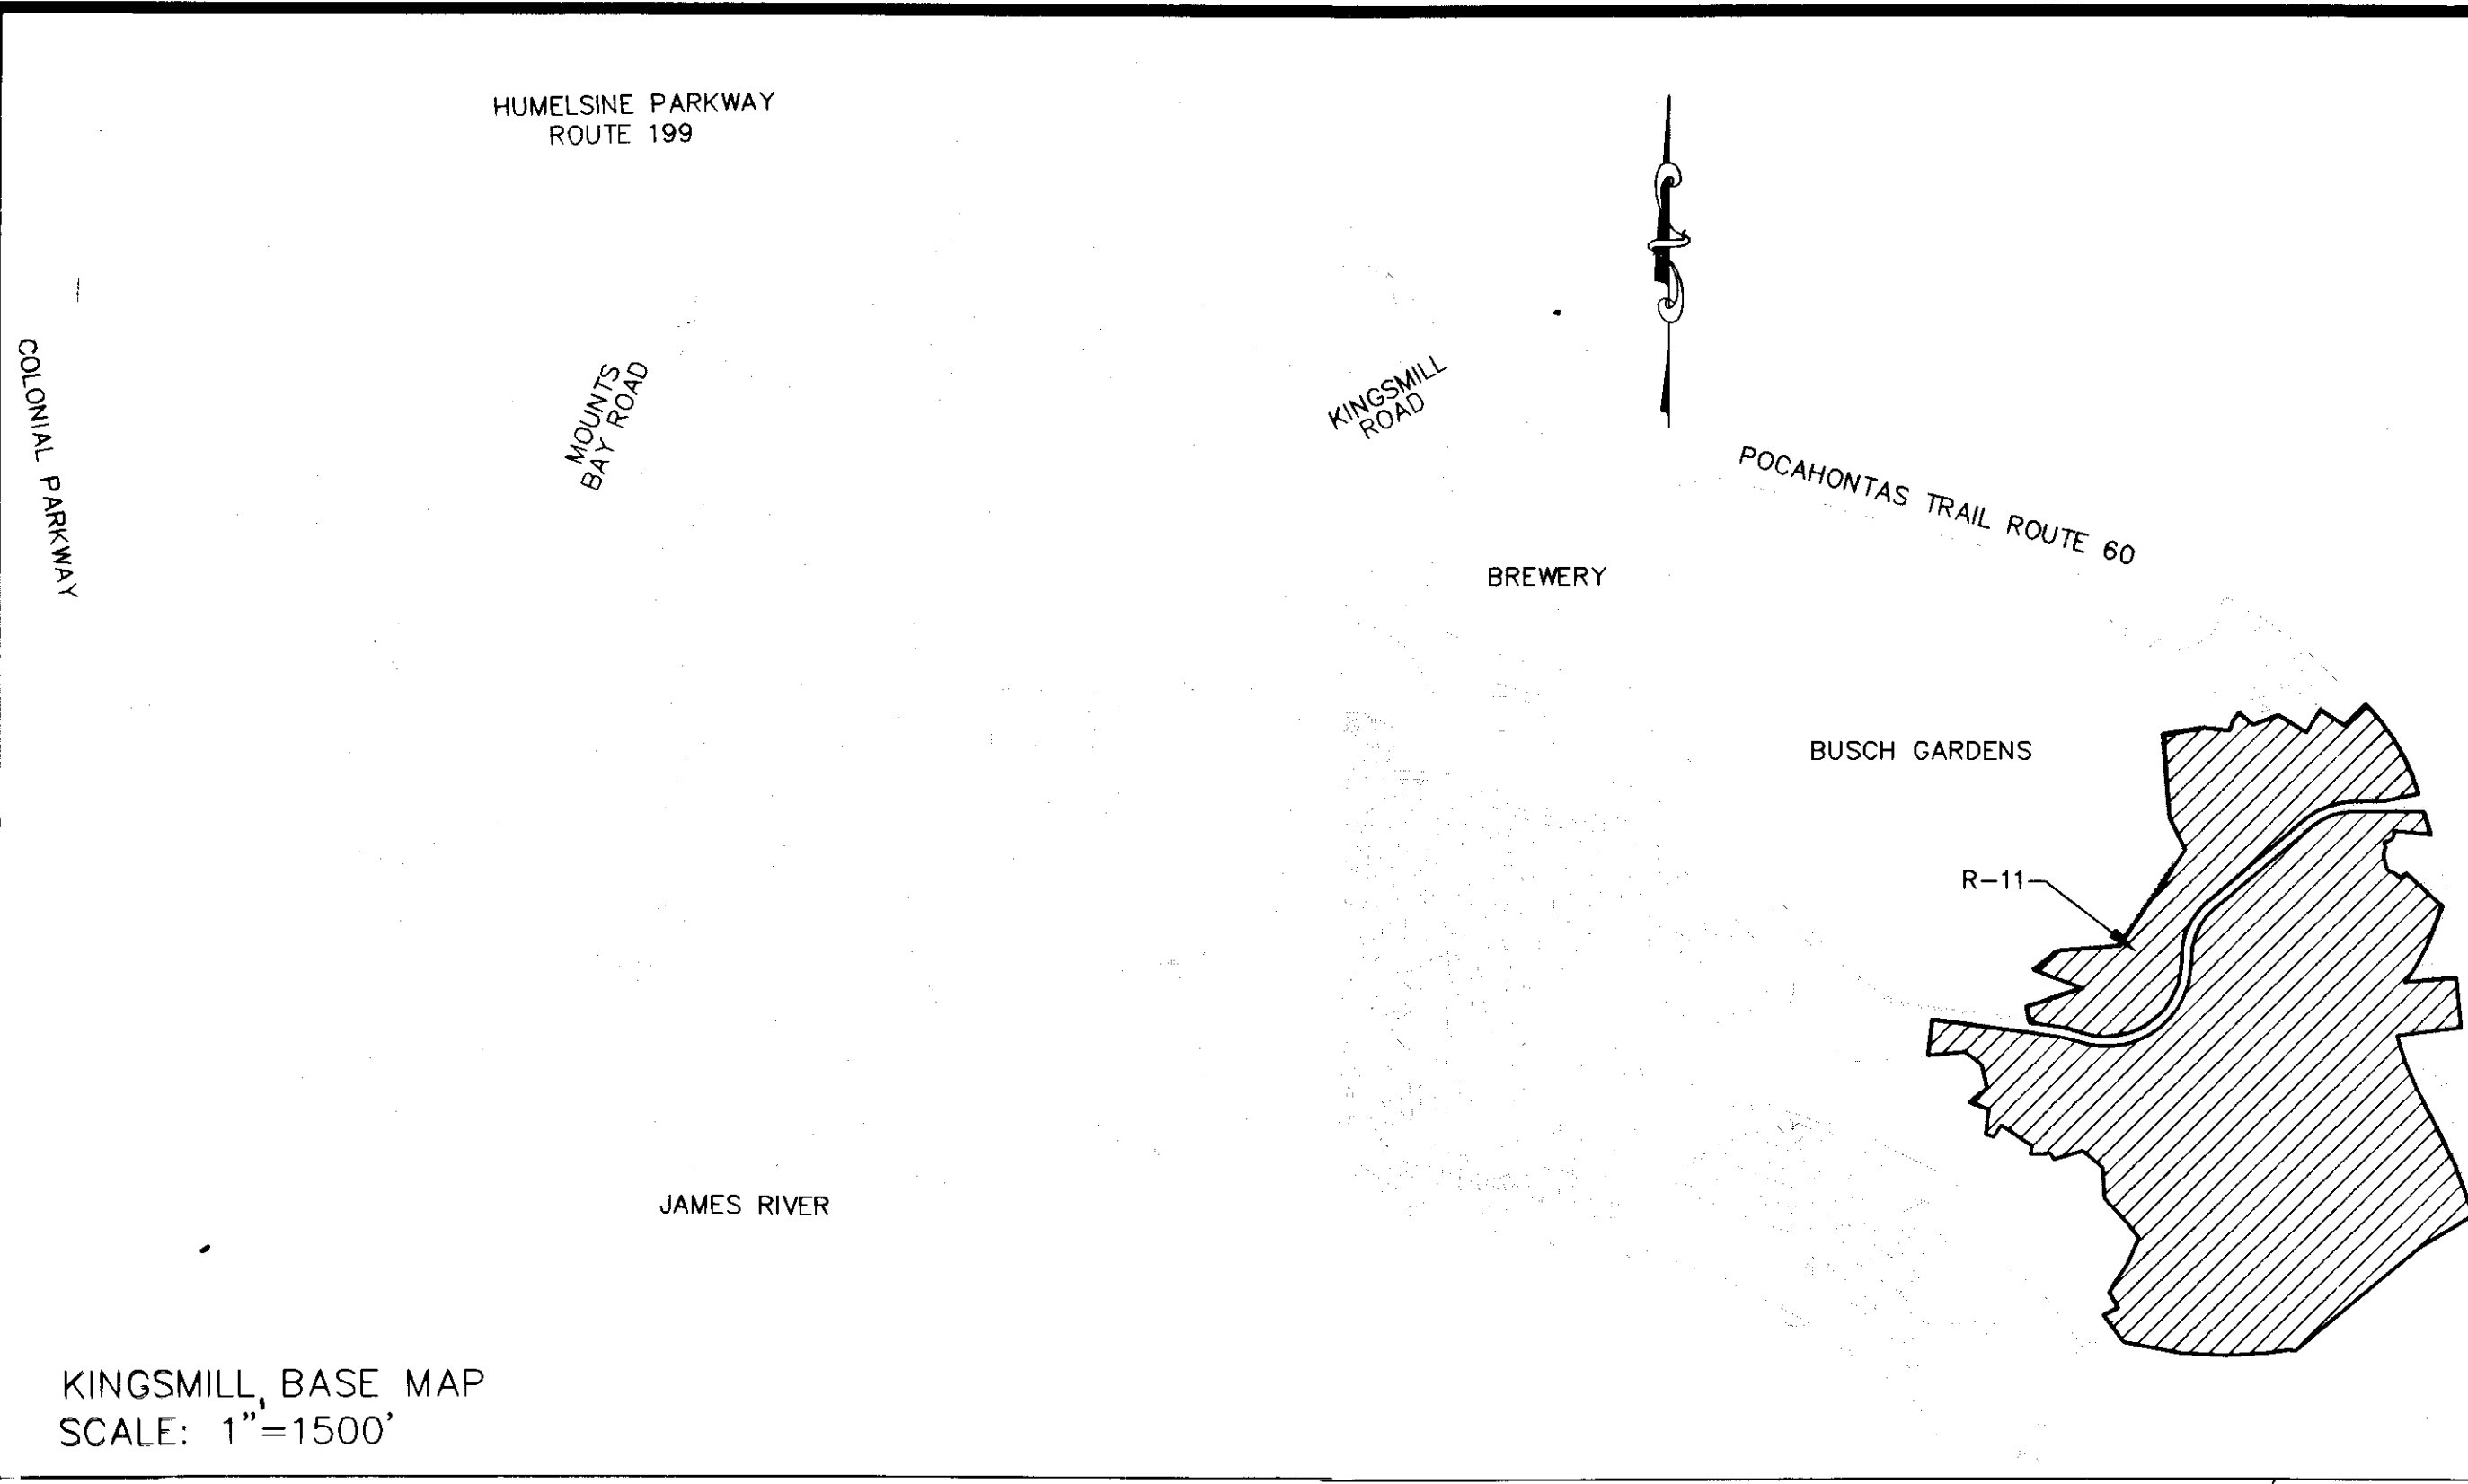 HUMELSINE PARKWAY
ROUTE 199
COLONIAL PARKWAY
MOUNTS
BAY ROAD
KINGSMILL
ROAD
POCAHONTAS TRAIL ROUTE 60
BREWERY
BUSCH GARDENS
R-11
JAMES RIVER
KINGSMILL, BASE MAP
SCALE: 1"=1500'